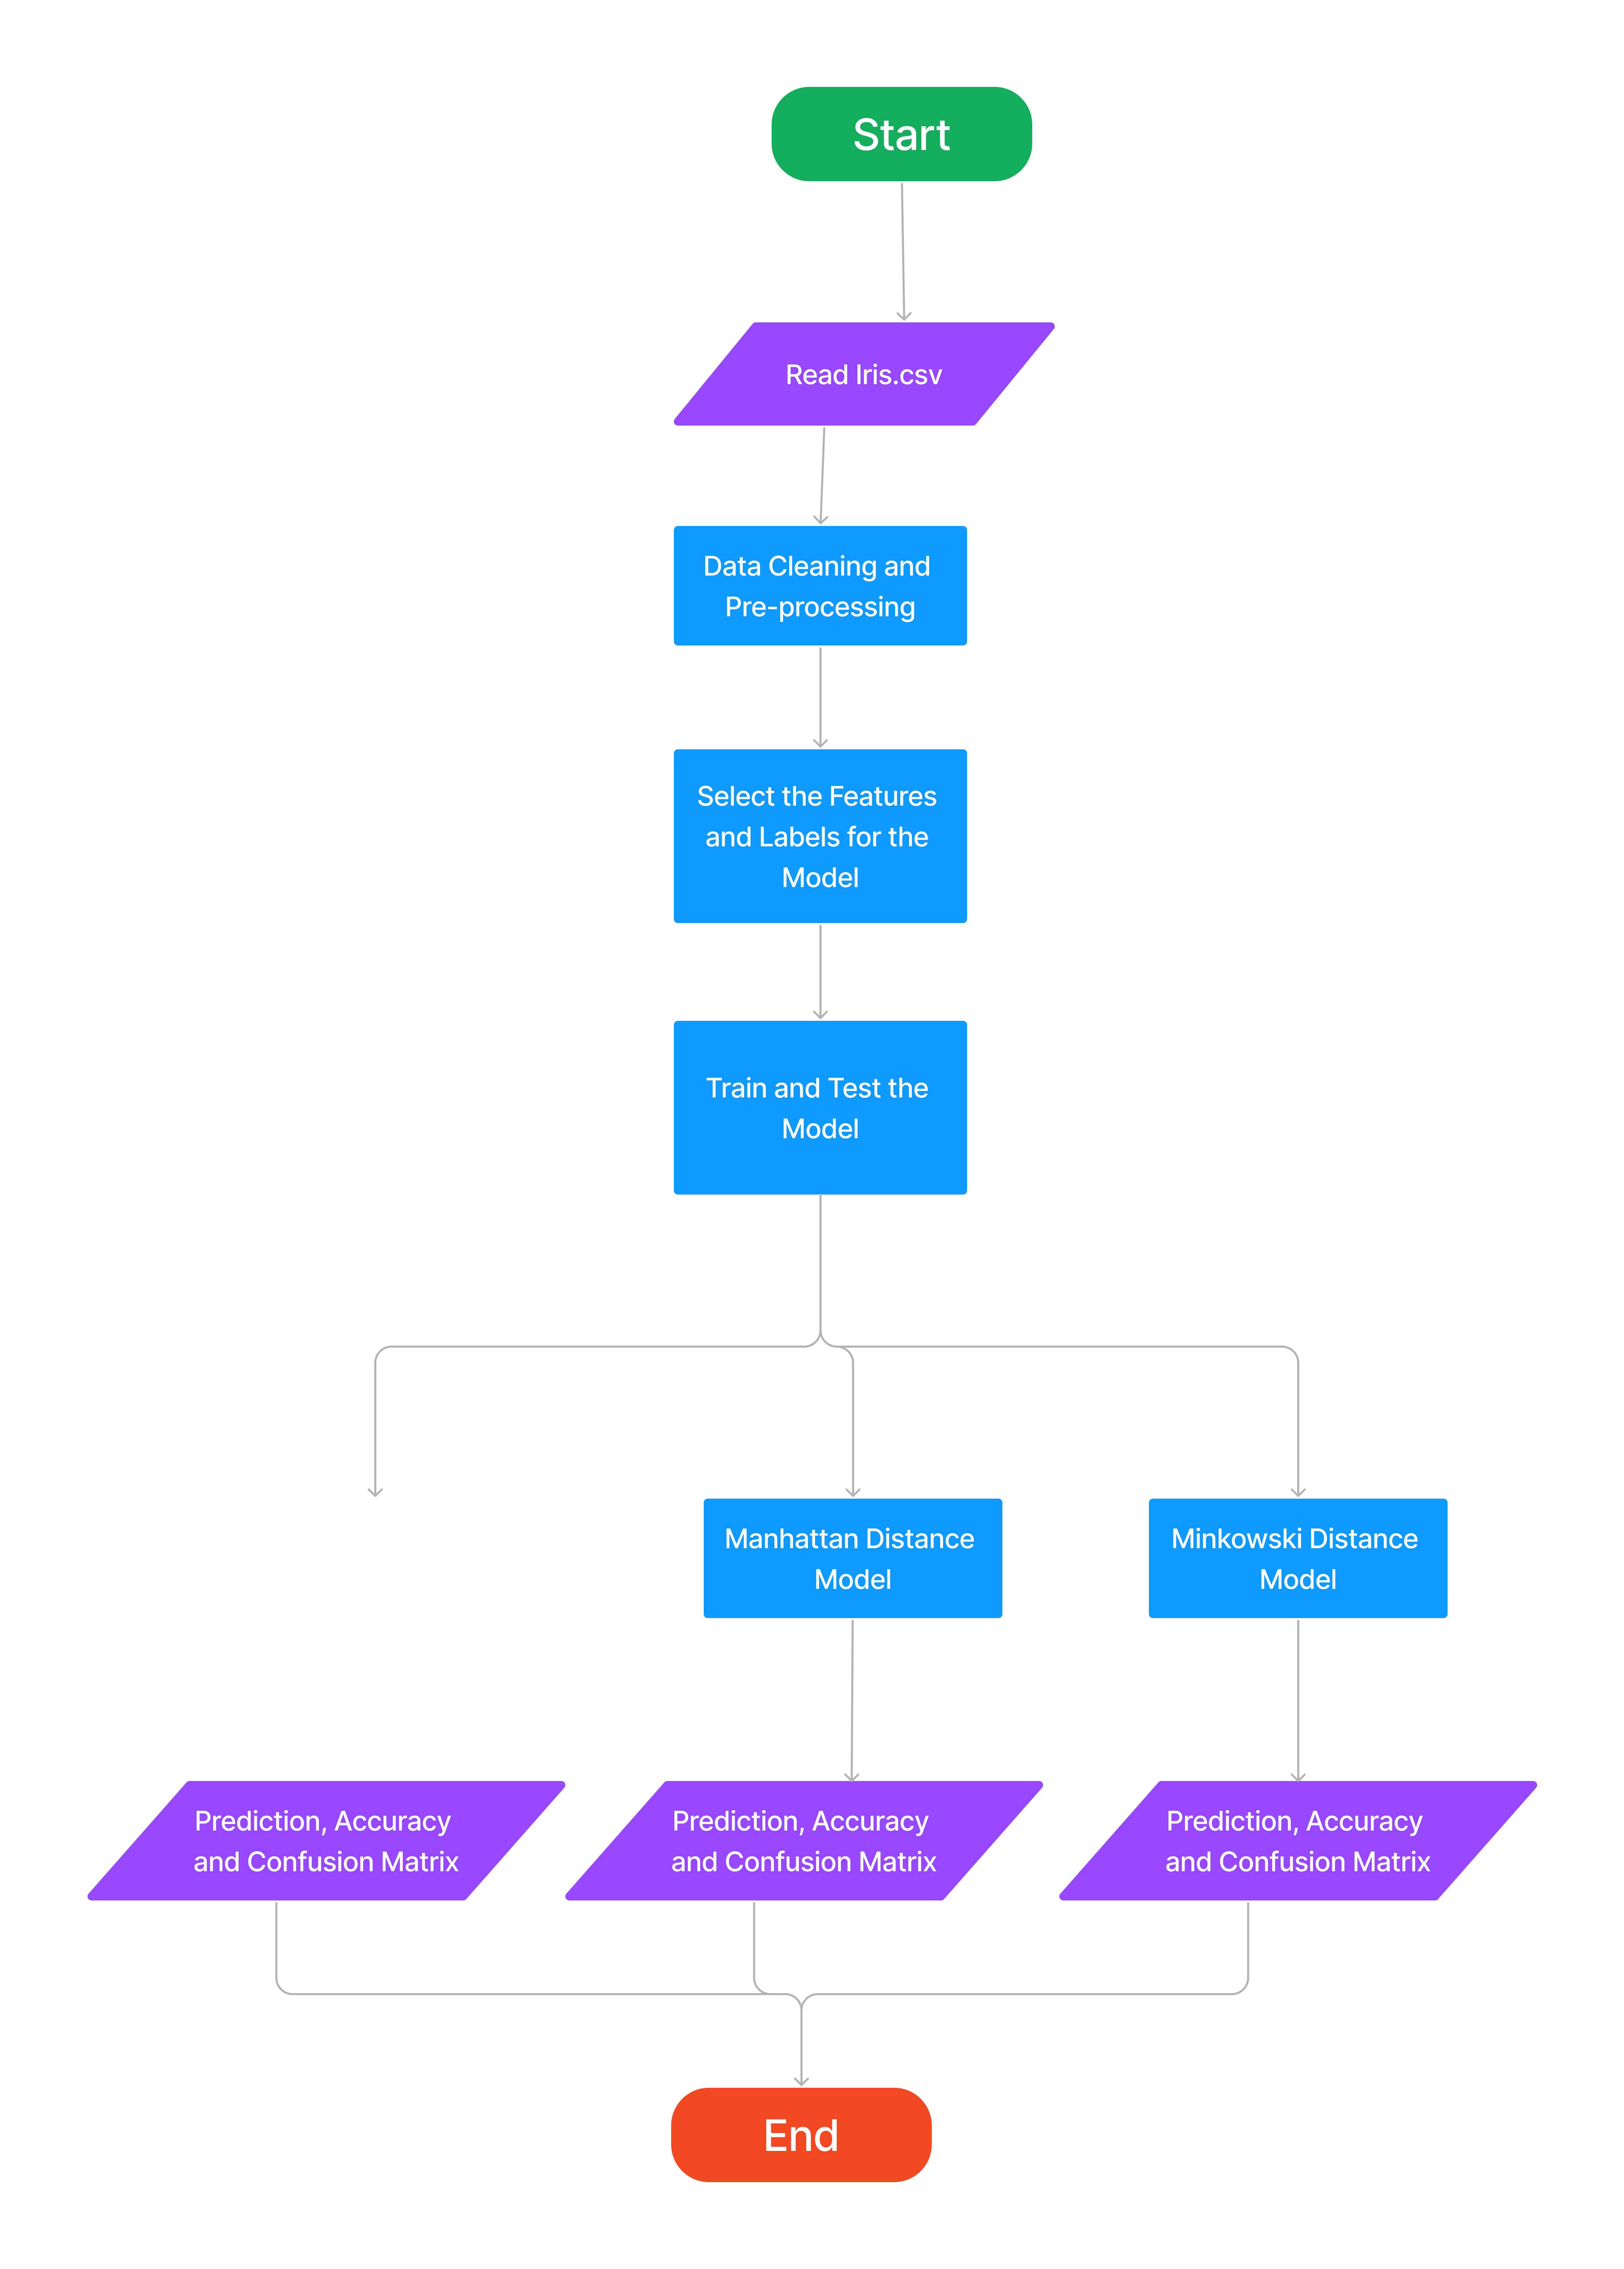 Start
Read Iris.csv
Data Cleaning and
Pre-processing
Select the Features
and Labels for the
Model
Train and Test the
Model
Manhattan Distance
Model
Minkowski Distance
Model
Prediction, Accuracy
and Confusion Matrix
Prediction, Accuracy
and Confusion Matrix
Prediction, Accuracy
and Confusion Matrix
End